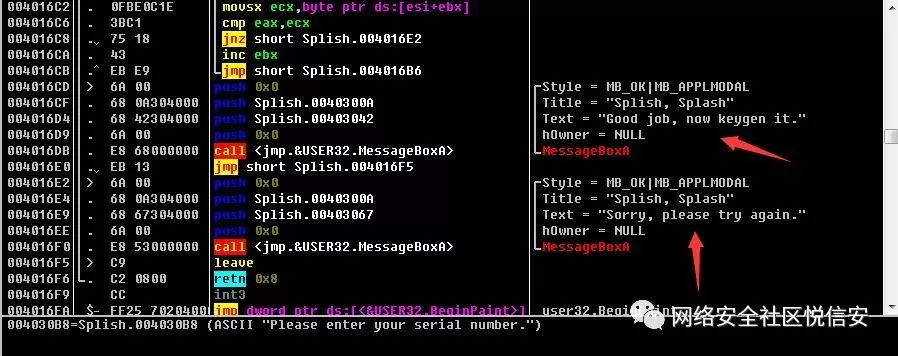 004016C2 . 0FBE0C1E movsx ecx,byte ptr ds:[esi+ebx]
004016C6 . 3BC1 cmp eax,ecx
004016C8 . 75 18 jnz short Splish.004016E2
004016CA . 43 inc ebx
004016CB .^ EB E9 jmp short Splish.004016B6
004016CD > 6A 00 push 0x0 Style = MB_OK|MB_APPLMODAL
004016CF . 68 0A304000 push Splish.0040300A Title = "Splish, Splash"
004016D4 . 68 42304000 push Splish.00403042 Text = "Good job, now keygen it."
004016D9 . 6A 00 push 0x0 hOwner = NULL
004016DB . E8 68000000 call <jmp.&USER32.MessageBoxA> MessageBoxA
004016E0 . EB 13 jmp short Splish.004016F5
004016E2 > 6A 00 push 0x0 Style = MB_OK|MB_APPLMODAL
004016E4 . 68 0A304000 push Splish.0040300A Title = "Splish, Splash"
004016E9 . 68 67304000 push Splish.00403067 Text = "Sorry, please try again."
004016EE . 6A 00 push 0x0 hOwner = NULL
004016F0 . E8 53000000 call <jmp.&USER32.MessageBoxA> MessageBoxA
004016F5 > C9 leave
004016F6 . C2 0800 retn 0x8
004016F9 CC int3
004016FA $- FF25 jmp dword ptr ds:[<&USER32.BeginPaint>] user32.Begin
004030B8=Splish.004030B8 (ASCII "Please enter your serial number.")
网络安全社区悦信安